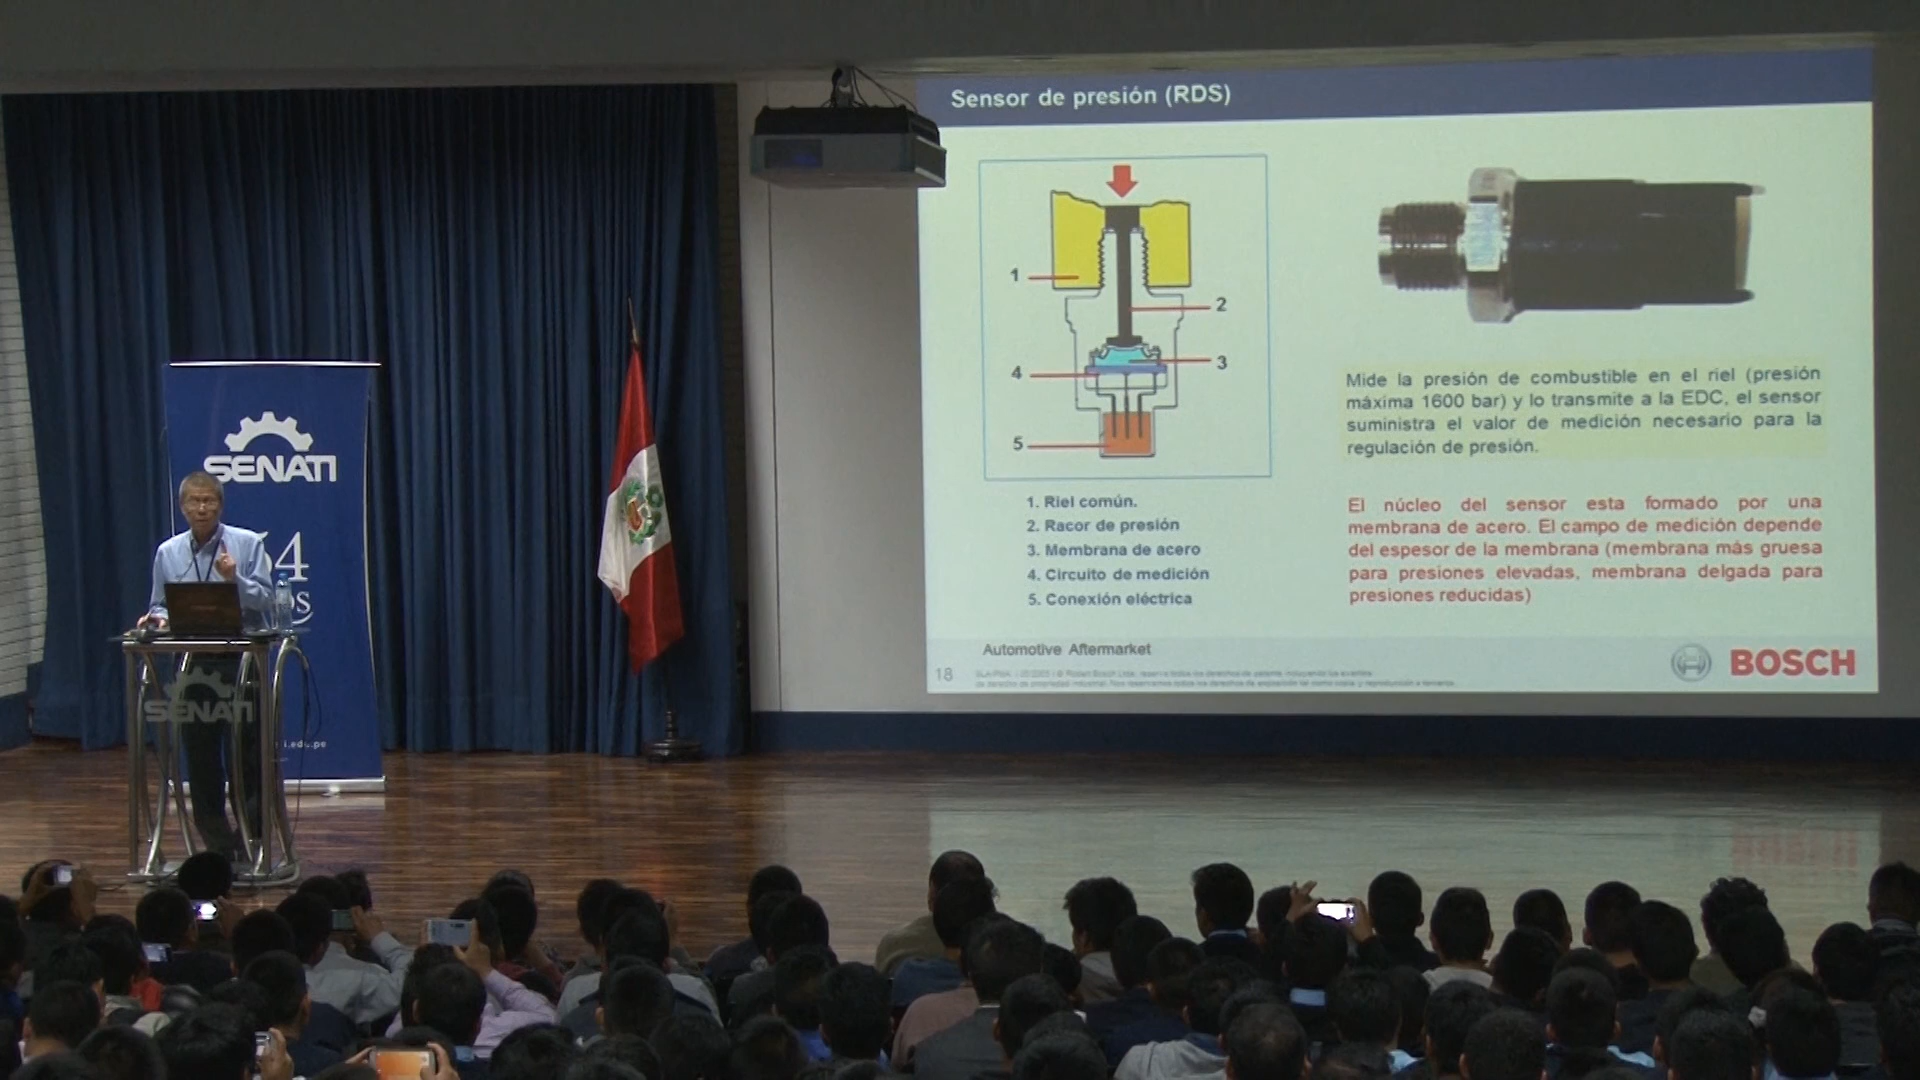 Sensor de presión (RDS)
1
2
3
4
5
Mide la presión de combustible en el riel (presión
máxima 1600 bar) y lo transmite a la EDC, el sensor
suministra el valor de medición necesario para la
regulación de presión.
1. Riel común.
2. Racor de presión
3. Membrana de acero
4. Circuito de medición
5. Conexión eléctrica
El núcleo del sensor esta formado por una
membrana de acero. El campo de medición depende
del espesor de la membrana (membrana más gruesa
para presiones elevadas, membrana delgada para
presiones reducidas)
Automotive Aftermarket
18
BOSCH
SENATI
54
SENATI
.edu.pe